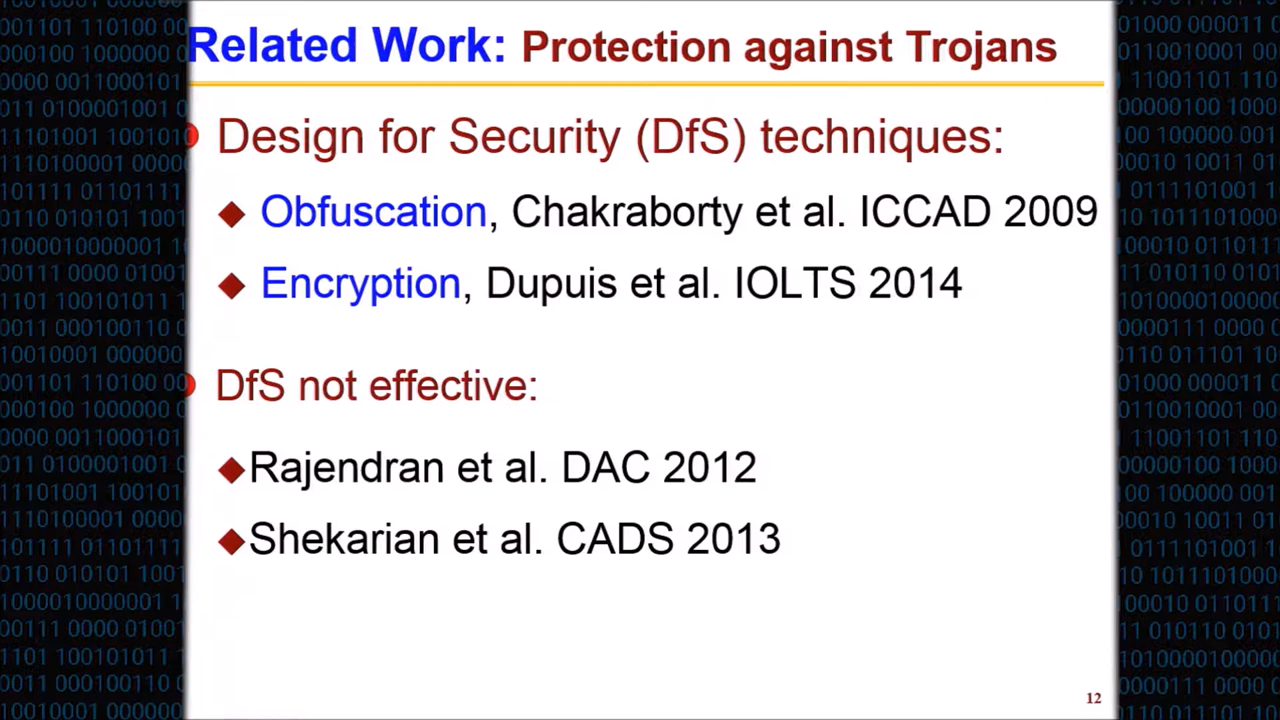 Related Work: Protection against Trojans
Design for Security (DfS) techniques:
Obfuscation, Chakraborty et al. ICCAD 2009
Encryption, Dupuis et al. IOLTS 2014
DfS not effective:
Rajendran et al. DAC 2012
Shekarian et al. CADS 2013
12